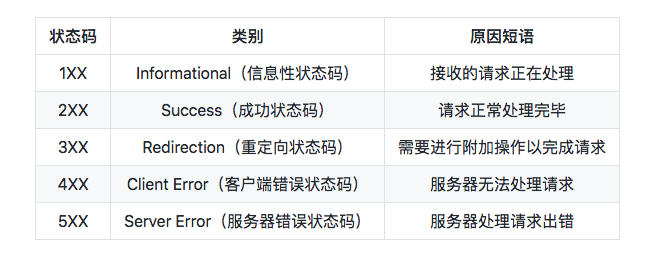 状态码 类别 原因短语
1XX Informational（信息性状态码） 接收的请求正在处理
2XX Success（成功状态码） 请求正常处理完毕
3XX Redirection（重定向状态码） 需要进行附加操作以完成请求
4XX Client Error（客户端错误状态码） 服务器无法处理请求
5XX Server Error（服务器错误状态码） 服务器处理请求出错